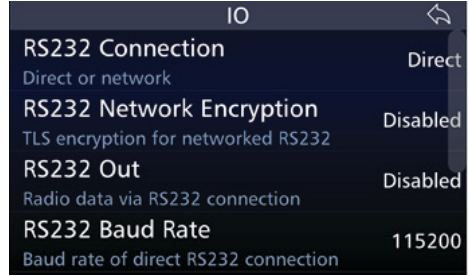 IO
RS232 Connection
Direct or network
Direct
RS232 Network Encryption
TLS encryption for networked RS232
Disabled
RS232 Out
Radio data via RS232 connection
Disabled
RS232 Baud Rate
Baud rate of direct RS232 connection
115200